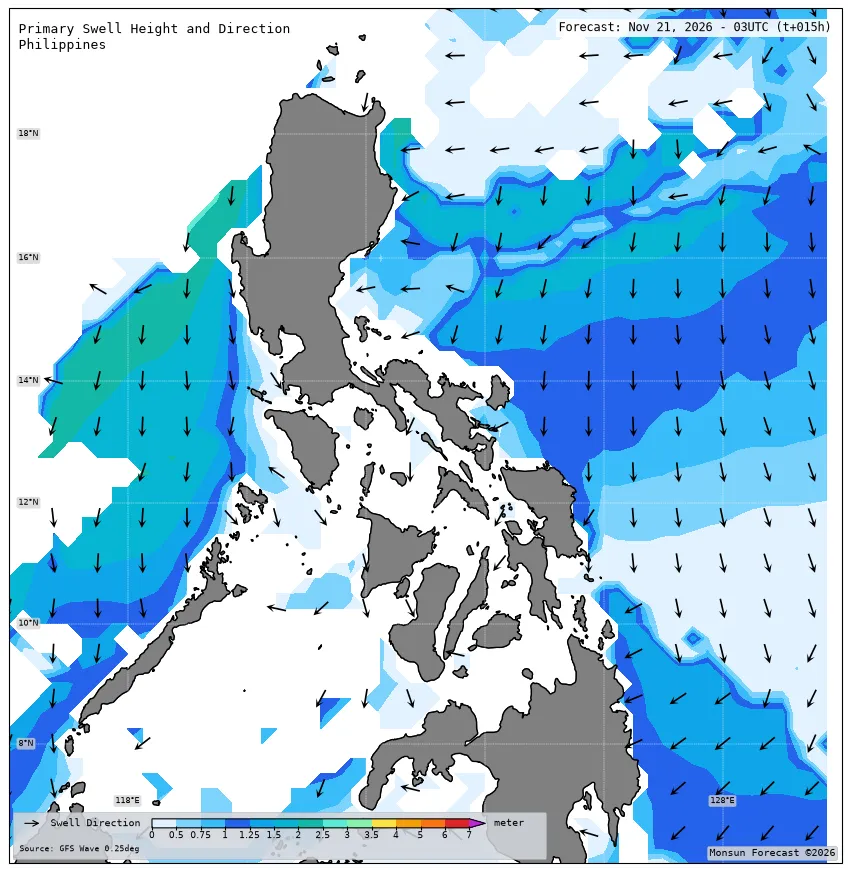 Primary Swell Height and Direction
Philippines
Forecast: Nov 21, 2026 - 03UTC (t+015h)
18°N
16°N
14°N
12°N
10°N
8°N
118°E
128°E
Swell Direction
0 0.5 0.75 1 1.25 1.5 2 2.5 3 3.5 4 5 6 7
meter
Source: GFS Wave 0.25deg
Monsun Forecast ©2026